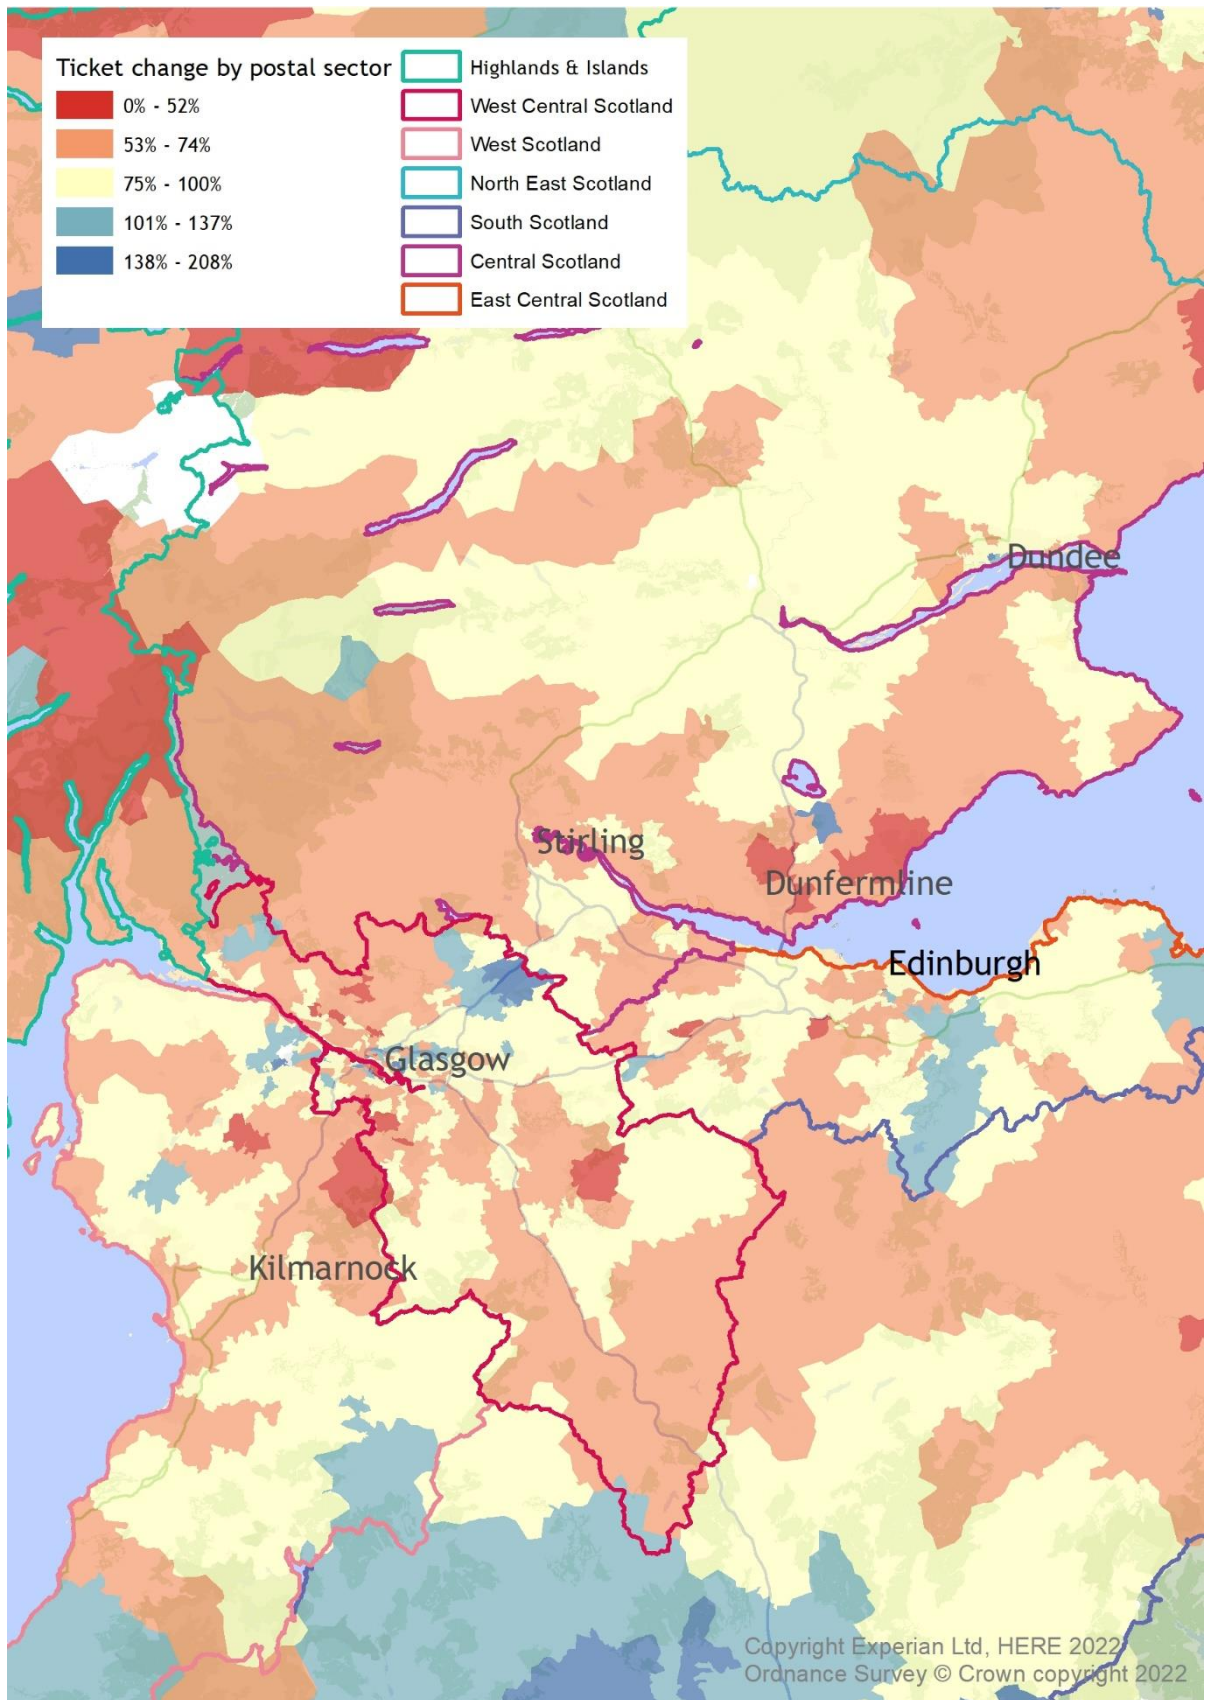 Ticket change by postal sector
0% - 52%
53% - 74%
75% - 100%
101% - 137%
138% - 208%
Highlands & Islands
West Central Scotland
West Scotland
North East Scotland
South Scotland
Central Scotland
East Central Scotland
Dundee
Stirling
Dunfermline
Edinburgh
Glasgow
Kilmarnock
Copyright Experian Ltd, HERE 2022
Ordnance Survey © Crown copyright 2022